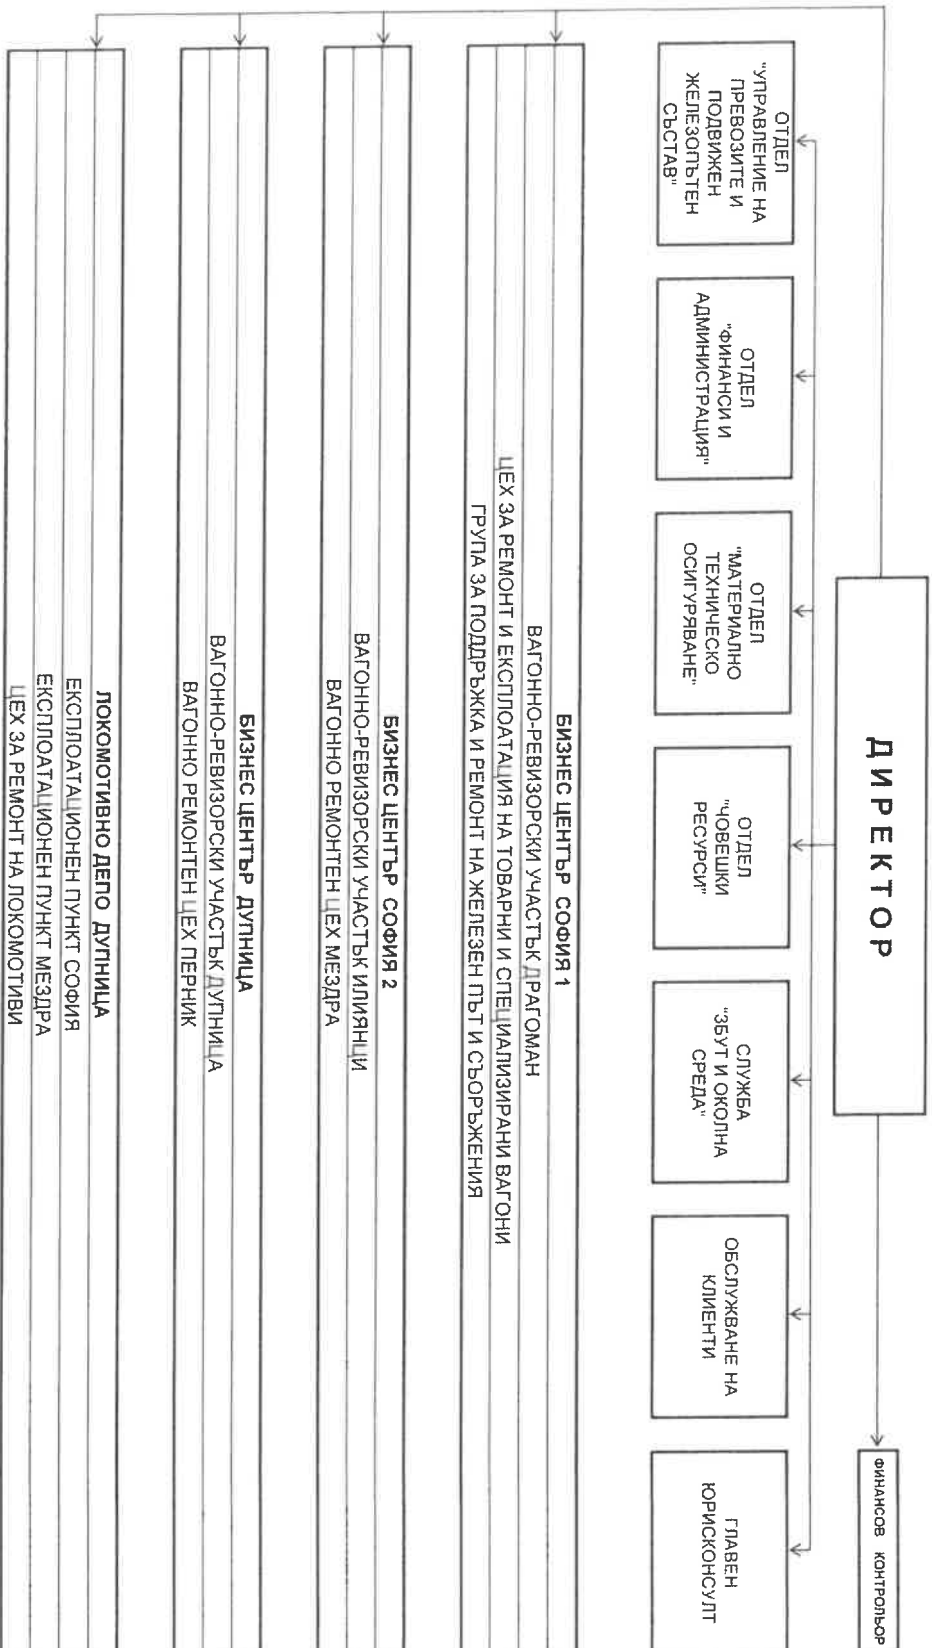 ДИРЕКТОР
ФИНАНСОВ КОНТРОЛЬОР
ОТДЕЛ
"УПРАВЛЕНИЕ НА
ПРЕВОЗИТЕ И
ПОДВИЖЕН
ЖЕЛЕЗОПЪТЕН
СЪСТАВ"
ОТДЕЛ
"ФИНАНСИ И
АДМИНИСТРАЦИЯ"
ОТДЕЛ
"МАТЕРИАЛНО
ТЕХНИЧЕСКО
ОСИГУРЯВАНЕ"
ОТДЕЛ
"ЧОВЕШКИ
РЕСУРСИ"
СЛУЖБА
"ЗБУТ И ОКОЛНА
СРЕДА"
ОБСЛУЖВАНЕ НА
КЛИЕНТИ
ГЛАВЕН
ЮРИСКОНСУЛТ
БИЗНЕС ЦЕНТЪР СОФИЯ 1
ВАГОННО-РЕВИЗОРСКИ УЧАСТЪК ДРАГОМАН
ЦЕХ ЗА РЕМОНТ И ЕКСПЛОАТАЦИЯ НА ТОВАРНИ И СПЕЦИАЛИЗИРАНИ ВАГОНИ
ГРУПА ЗА ПОДДРЪЖКА И РЕМОНТ НА ЖЕЛЕЗЕН ПЪТ И СЪОРЪЖЕНИЯ
БИЗНЕС ЦЕНТЪР СОФИЯ 2
ВАГОННО-РЕВИЗОРСКИ УЧАСТЪК ИЛИЯНЦИ
ВАГОННО РЕМОНТЕН ЦЕХ МЕЗДРА
БИЗНЕС ЦЕНТЪР ДУПНИЦА
ВАГОННО-РЕВИЗОРСКИ УЧАСТЪК ДУПНИЦА
ВАГОННО РЕМОНТЕН ЦЕХ ПЕРНИК
ЛОКОМОТИВНО ДЕПО ДУПНИЦА
ЕКСПЛОАТАЦИОНЕН ПУНКТ СОФИЯ
ЕКСПЛОАТАЦИОНЕН ПУНКТ МЕЗДРА
ЦЕХ ЗА РЕМОНТ НА ЛОКОМОТИВИ